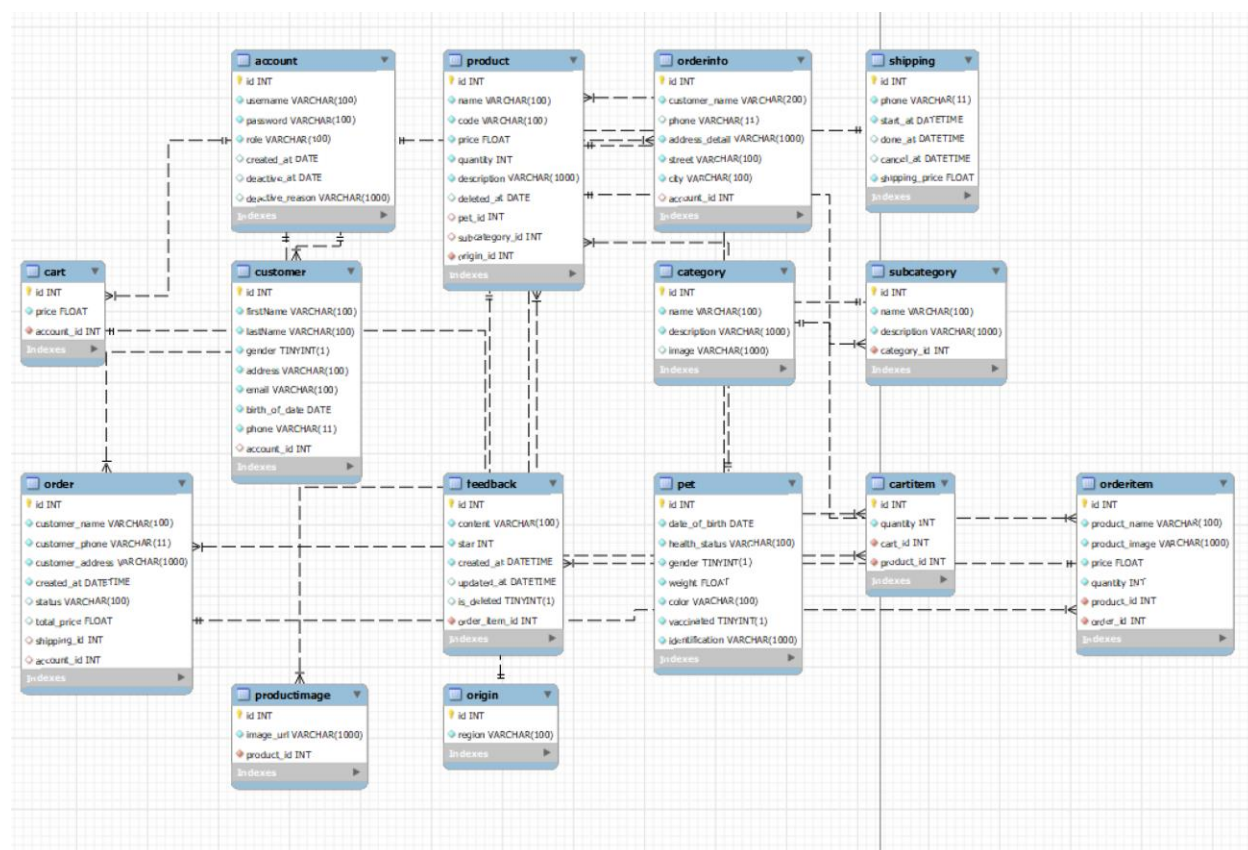 account
id INT
username VARCHAR(100)
password VARCHAR(100)
role VARCHAR(100)
created_at DATE
deactive_at DATE
deactive_reason VARCHAR(1000)
Indexes
product
id INT
name VARCHAR(100)
code VARCHAR(100)
price FLOAT
quantity INT
description VARCHAR(1000)
deleted_at DATE
pet_id INT
subcategory_id INT
origin_id INT
Indexes
orderinfo
id INT
customer_name VARCHAR(200)
phone VARCHAR(11)
address_detail VARCHAR(1000)
street VARCHAR(100)
city VARCHAR(100)
account_id INT
Indexes
shipping
id INT
phone VARCHAR(11)
start_at DATETIME
done_at DATETIME
cancel_at DATETIME
shipping_price FLOAT
Indexes
cart
id INT
price FLOAT
account_id INT
Indexes
customer
id INT
firstName VARCHAR(100)
lastName VARCHAR(100)
gender TINYINT(1)
address VARCHAR(100)
email VARCHAR(100)
birth_of_date DATE
phone VARCHAR(11)
account_id INT
Indexes
category
id INT
name VARCHAR(100)
description VARCHAR(1000)
image VARCHAR(1000)
Indexes
subcategory
id INT
name VARCHAR(100)
description VARCHAR(1000)
category_id INT
Indexes
order
id INT
customer_name VARCHAR(100)
customer_phone VARCHAR(11)
customer_address VARCHAR(1000)
created_at DATETIME
status VARCHAR(100)
total_price FLOAT
shipping_id INT
account_id INT
Indexes
feedback
id INT
content VARCHAR(100)
star INT
created_at DATETIME
updated_at DATETIME
is_deleted TINYINT(1)
order_item_id INT
Indexes
pet
id INT
date_of_birth DATE
health_status VARCHAR(100)
gender TINYINT(1)
weight FLOAT
color VARCHAR(100)
vaccinated TINYINT(1)
identification VARCHAR(1000)
Indexes
cartitem
id INT
quantity INT
cart_id INT
product_id INT
Indexes
orderitem
id INT
product_name VARCHAR(100)
product_image VARCHAR(1000)
price FLOAT
quantity INT
product_id INT
order_id INT
Indexes
productimage
id INT
image_url VARCHAR(1000)
product_id INT
Indexes
origin
id INT
region VARCHAR(100)
Indexes